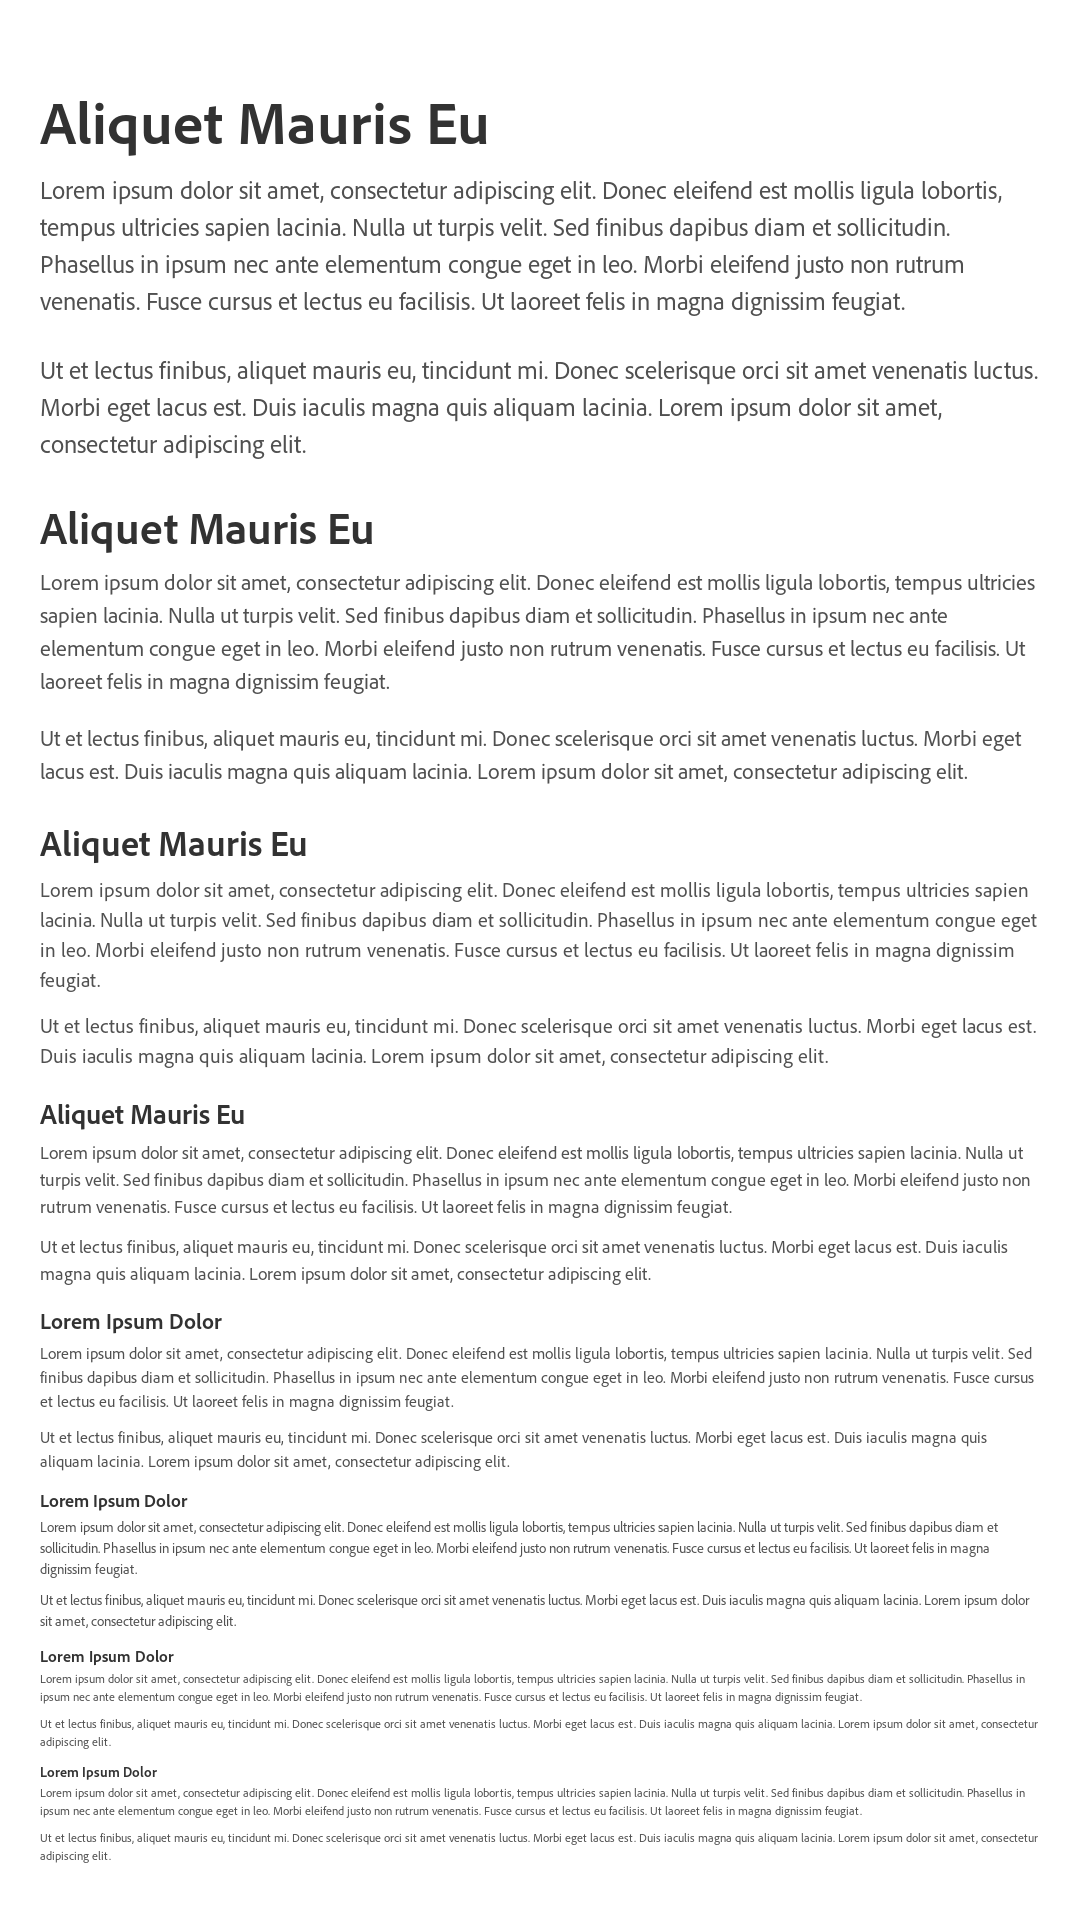 Aliquet Mauris Eu
Lorem ipsum dolor sit amet, consectetur adipiscing elit. Donec eleifend est mollis ligula lobortis,
tempus ultricies sapien lacinia. Nulla ut turpis velit. Sed finibus dapibus diam et sollicitudin.
Phasellus in ipsum nec ante elementum congue eget in leo. Morbi eleifend justo non rutrum
venenatis. Fusce cursus et lectus eu facilisis. Ut laoreet felis in magna dignissim feugiat.
Ut et lectus finibus, aliquet mauris eu, tincidunt mi. Donec scelerisque orci sit amet venenatis luctus.
Morbi eget lacus est. Duis iaculis magna quis aliquam lacinia. Lorem ipsum dolor sit amet,
consectetur adipiscing elit.
Aliquet Mauris Eu
Lorem ipsum dolor sit amet, consectetur adipiscing elit. Donec eleifend est mollis ligula lobortis, tempus ultricies
sapien lacinia. Nulla ut turpis velit. Sed finibus dapibus diam et sollicitudin. Phasellus in ipsum nec ante
elementum congue eget in leo. Morbi eleifend justo non rutrum venenatis. Fusce cursus et lectus eu facilisis. Ut
laoreet felis in magna dignissim feugiat.
Ut et lectus finibus, aliquet mauris eu, tincidunt mi. Donec scelerisque orci sit amet venenatis luctus. Morbi eget
lacus est. Duis iaculis magna quis aliquam lacinia. Lorem ipsum dolor sit amet, consectetur adipiscing elit.
Aliquet Mauris Eu
Lorem ipsum dolor sit amet, consectetur adipiscing elit. Donec eleifend est mollis ligula lobortis, tempus ultricies sapien
lacinia. Nulla ut turpis velit. Sed finibus dapibus diam et sollicitudin. Phasellus in ipsum nec ante elementum congue eget
in leo. Morbi eleifend justo non rutrum venenatis. Fusce cursus et lectus eu facilisis. Ut laoreet felis in magna dignissim
feugiat.
Ut et lectus finibus, aliquet mauris eu, tincidunt mi. Donec scelerisque orci sit amet venenatis luctus. Morbi eget lacus est.
Duis iaculis magna quis aliquam lacinia. Lorem ipsum dolor sit amet, consectetur adipiscing elit.
Aliquet Mauris Eu
Lorem ipsum dolor sit amet, consectetur adipiscing elit. Donec eleifend est mollis ligula lobortis, tempus ultricies sapien lacinia. Nulla ut
turpis velit. Sed finibus dapibus diam et sollicitudin. Phasellus in ipsum nec ante elementum congue eget in leo. Morbi eleifend justo non
rutrum venenatis. Fusce cursus et lectus eu facilisis. Ut laoreet felis in magna dignissim feugiat.
Ut et lectus finibus, aliquet mauris eu, tincidunt mi. Donec scelerisque orci sit amet venenatis luctus. Morbi eget lacus est. Duis iaculis
magna quis aliquam lacinia. Lorem ipsum dolor sit amet, consectetur adipiscing elit.
Lorem Ipsum Dolor
Lorem ipsum dolor sit amet, consectetur adipiscing elit. Donec eleifend est mollis ligula lobortis, tempus ultricies sapien lacinia. Nulla ut turpis velit. Sed
finibus dapibus diam et sollicitudin. Phasellus in ipsum nec ante elementum congue eget in leo. Morbi eleifend justo non rutrum venenatis. Fusce cursus
et lectus eu facilisis. Ut laoreet felis in magna dignissim feugiat.
Ut et lectus finibus, aliquet mauris eu, tincidunt mi. Donec scelerisque orci sit amet venenatis luctus. Morbi eget lacus est. Duis iaculis magna quis
aliquam lacinia. Lorem ipsum dolor sit amet, consectetur adipiscing elit.
Lorem Ipsum Dolor
Lorem ipsum dolor sit amet, consectetur adipiscing elit. Donec eleifend est mollis ligula lobortis, tempus ultricies sapien lacinia. Nulla ut turpis velit. Sed finibus dapibus diam et
sollicitudin. Phasellus in ipsum nec ante elementum congue eget in leo. Morbi eleifend justo non rutrum venenatis. Fusce cursus et lectus eu facilisis. Ut laoreet felis in magna
dignissim feugiat.
Ut et lectus finibus, aliquet mauris eu, tincidunt mi. Donec scelerisque orci sit amet venenatis luctus. Morbi eget lacus est. Duis iaculis magna quis aliquam lacinia. Lorem ipsum dolor
sit amet, consectetur adipiscing elit.
Lorem Ipsum Dolor
Lorem ipsum dolor sit amet, consectetur adipiscing elit. Donec eleifend est mollis ligula lobortis, tempus ultricies sapien lacinia. Nulla ut turpis velit. Sed finibus dapibus diam et sollicitudin. Phasellus in
ipsum nec ante elementum congue eget in leo. Morbi eleifend justo non rutrum venenatis. Fusce cursus et lectus eu facilisis. Ut laoreet felis in magna dignissim feugiat.
Ut et lectus finibus, aliquet mauris eu, tincidunt mi. Donec scelerisque orci sit amet venenatis luctus. Morbi eget lacus est. Duis iaculis magna quis aliquam lacinia. Lorem ipsum dolor sit amet, consectetur
adipiscing elit.
Lorem Ipsum Dolor
Lorem ipsum dolor sit amet, consectetur adipiscing elit. Donec eleifend est mollis ligula lobortis, tempus ultricies sapien lacinia. Nulla ut turpis velit. Sed finibus dapibus diam et sollicitudin. Phasellus in
ipsum nec ante elementum congue eget in leo. Morbi eleifend justo non rutrum venenatis. Fusce cursus et lectus eu facilisis. Ut laoreet felis in magna dignissim feugiat.
Ut et lectus finibus, aliquet mauris eu, tincidunt mi. Donec scelerisque orci sit amet venenatis luctus. Morbi eget lacus est. Duis iaculis magna quis aliquam lacinia. Lorem ipsum dolor sit amet, consectetur
adipiscing elit.